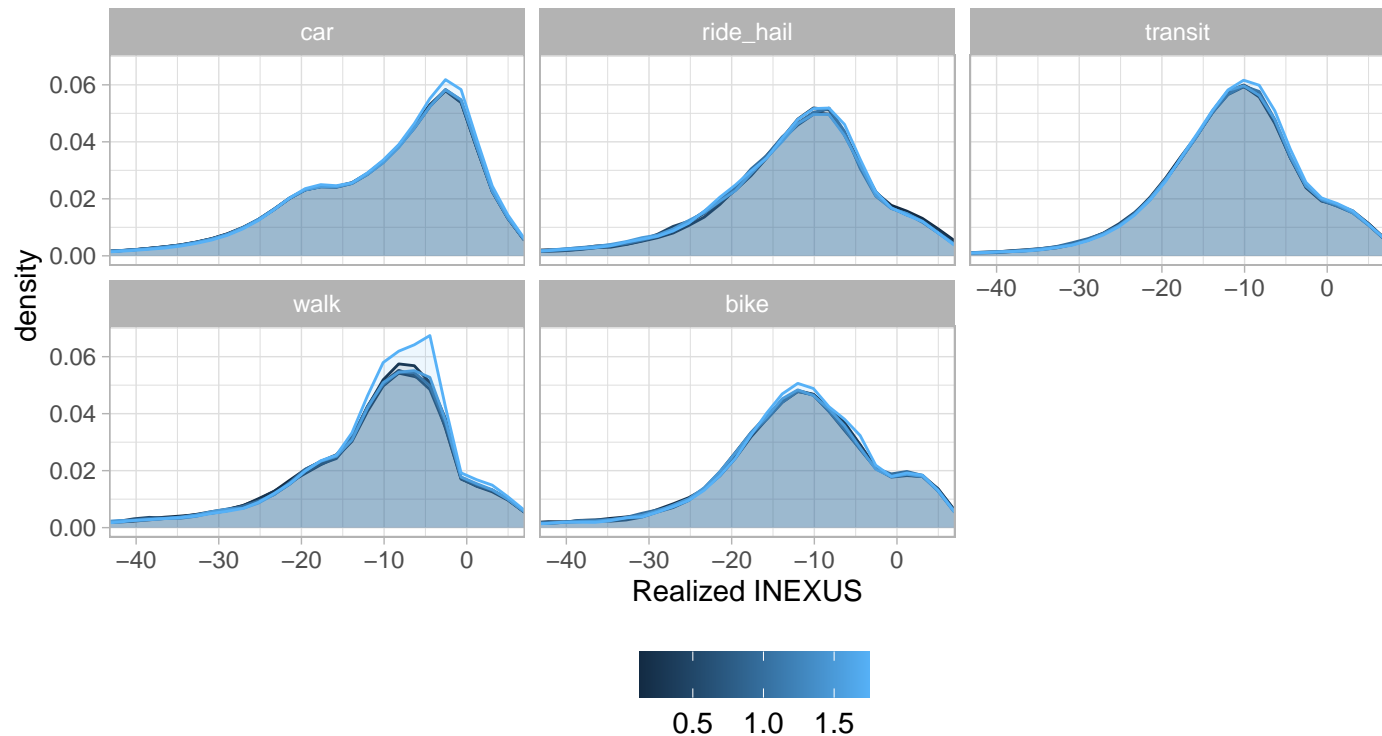 car ride_hail transit
0.06
0.04
0.02
0.00
−40 −30 −20 −10 0
walk bike
0.06
0.04
0.02
0.00
−40 −30 −20 −10 0 −40 −30 −20 −10 0
density
Realized INEXUS
0.5 1.0 1.5